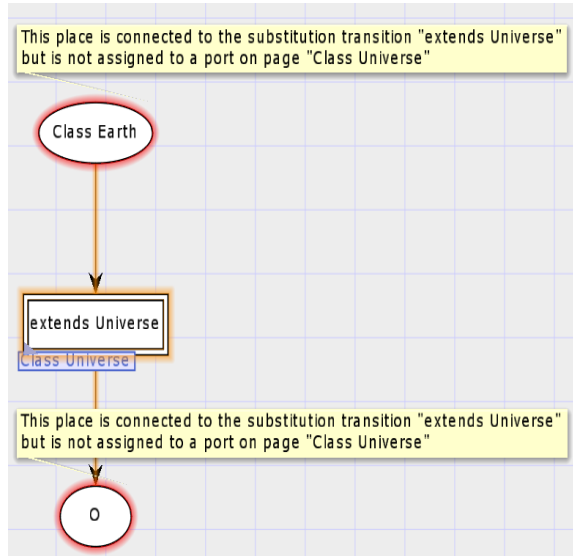 This place is connected to the substitution transition "extends Universe"
but is not assigned to a port on page "Class Universe"
Class Earth
extends Universe
Class Universe
This place is connected to the substitution transition "extends Universe"
but is not assigned to a port on page "Class Universe"
O